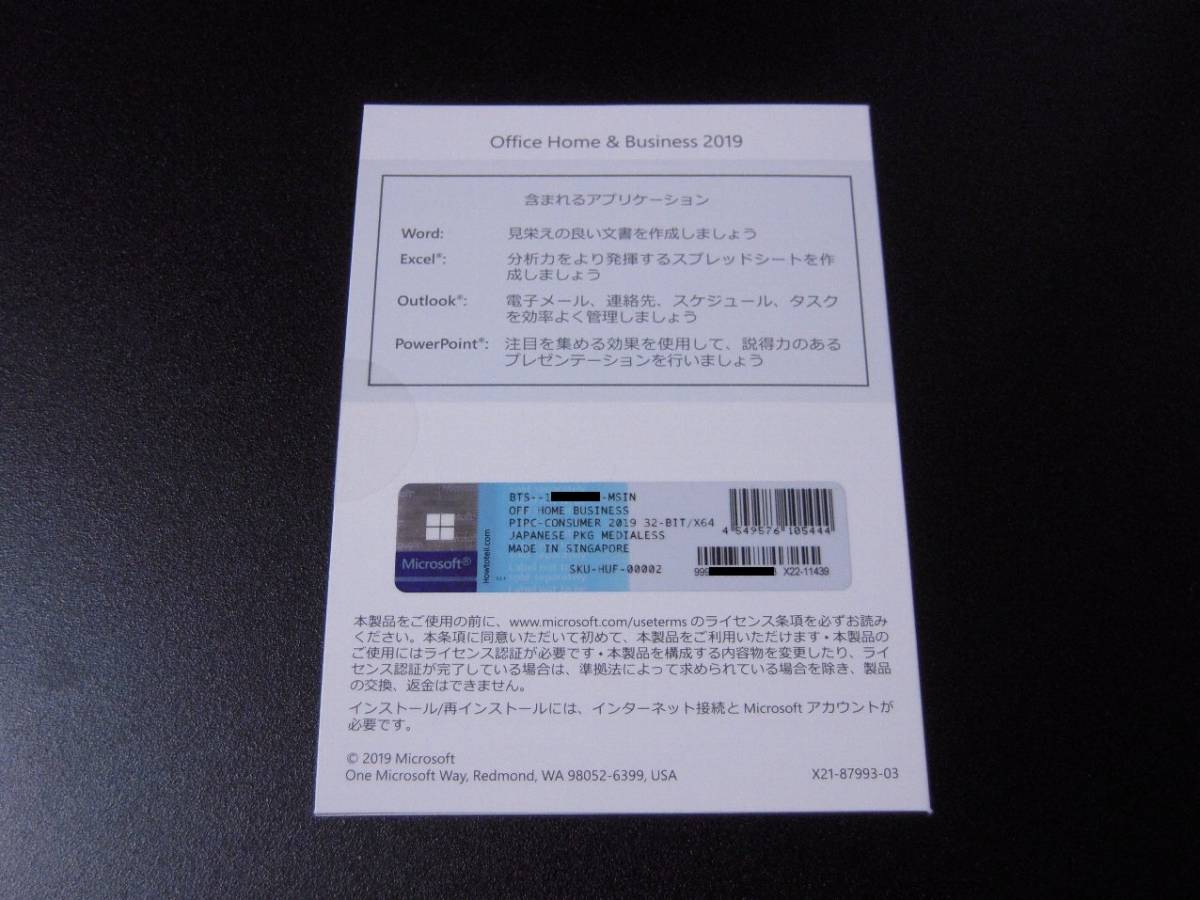 Office Home & Business 2019
含まれるアプリケーション
Word: 見栄えの良い文書を作成しましょう
Excel®: 分析力をより発揮するスプレッドシートを作
成しましょう
Outlook®: 電子メール、連絡先、スケジュール、タスク
を効率よく管理しましょう
PowerPoint®: 注目を集める効果を使用して、説得力のある
プレゼンテーションを行いましょう
BTS--1 -MSIN
OFF HOME BUSINESS
PIPC-CONSUMER 2019 32-BIT/X64
JAPANESE PKG MEDIALESS
MADE IN SINGAPORE
SKU-HUF-00002
4 549576 105444
999 X22-11439
Microsoft®
Howtotell.com
本製品をご使用の前に、www.microsoft.com/useterms のライセンス条項を必ずお読み
ください。本条項に同意いただいて初めて、本製品をご利用いただけます・本製品の
ご使用にはライセンス認証が必要です・本製品を構成する内容物を変更したり、ライ
センス認証が完了している場合は、準拠法によって求められている場合を除き、製品
の交換、返金はできません。
インストール/再インストールには、インターネット接続と Microsoft アカウントが
必要です。
© 2019 Microsoft
One Microsoft Way, Redmond, WA 98052-6399, USA
X21-87993-03